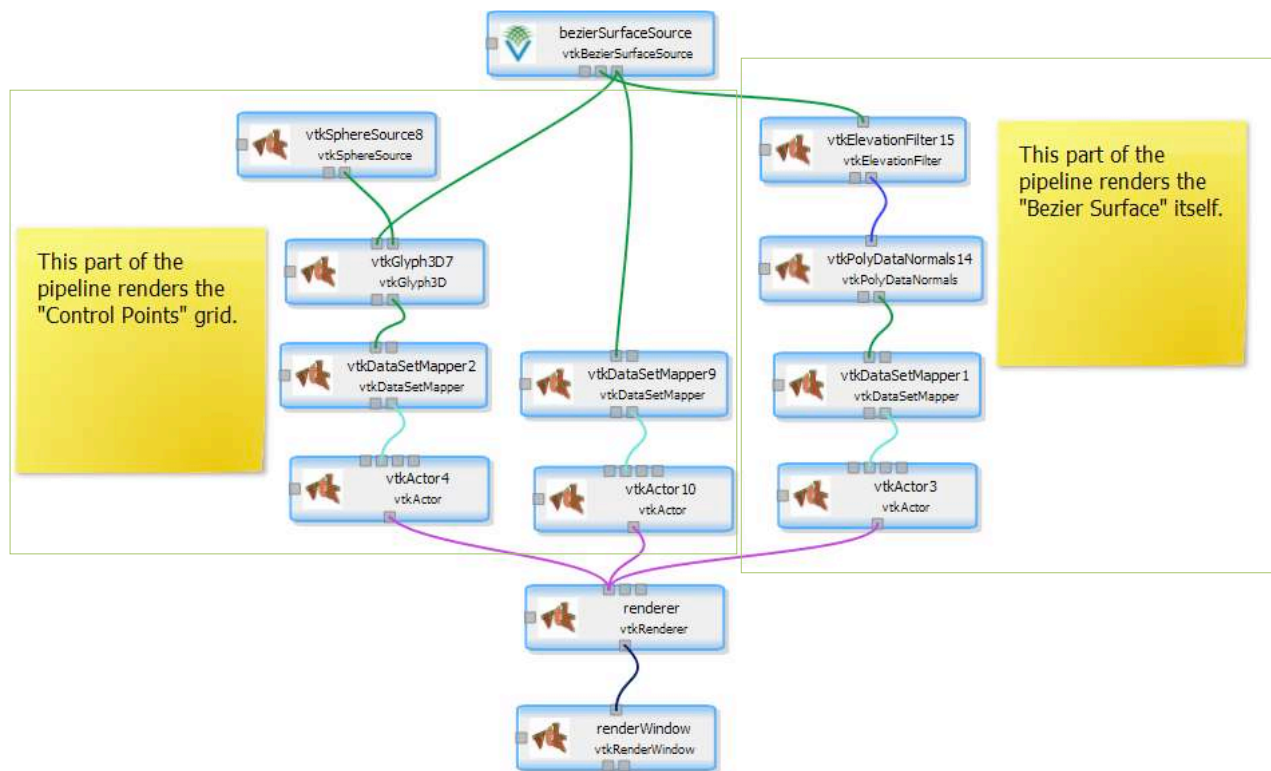 bezierSurfaceSource
vtkBezierSurfaceSource
vtkSphereSource8
vtkSphereSource
vtkElevationFilter15
vtkElevationFilter
This part of the
pipeline renders the
"Bezier Surface" itself.
This part of the
pipeline renders the
"Control Points" grid.
vtkGlyph3D7
vtkGlyph3D
vtkPolyDataNormals14
vtkPolyDataNormals
vtkDataSetMapper2
vtkDataSetMapper
vtkDataSetMapper9
vtkDataSetMapper
vtkDataSetMapper1
vtkDataSetMapper
vtkActor4
vtkActor
vtkActor10
vtkActor
vtkActor3
vtkActor
renderer
vtkRenderer
renderWindow
vtkRenderWindow